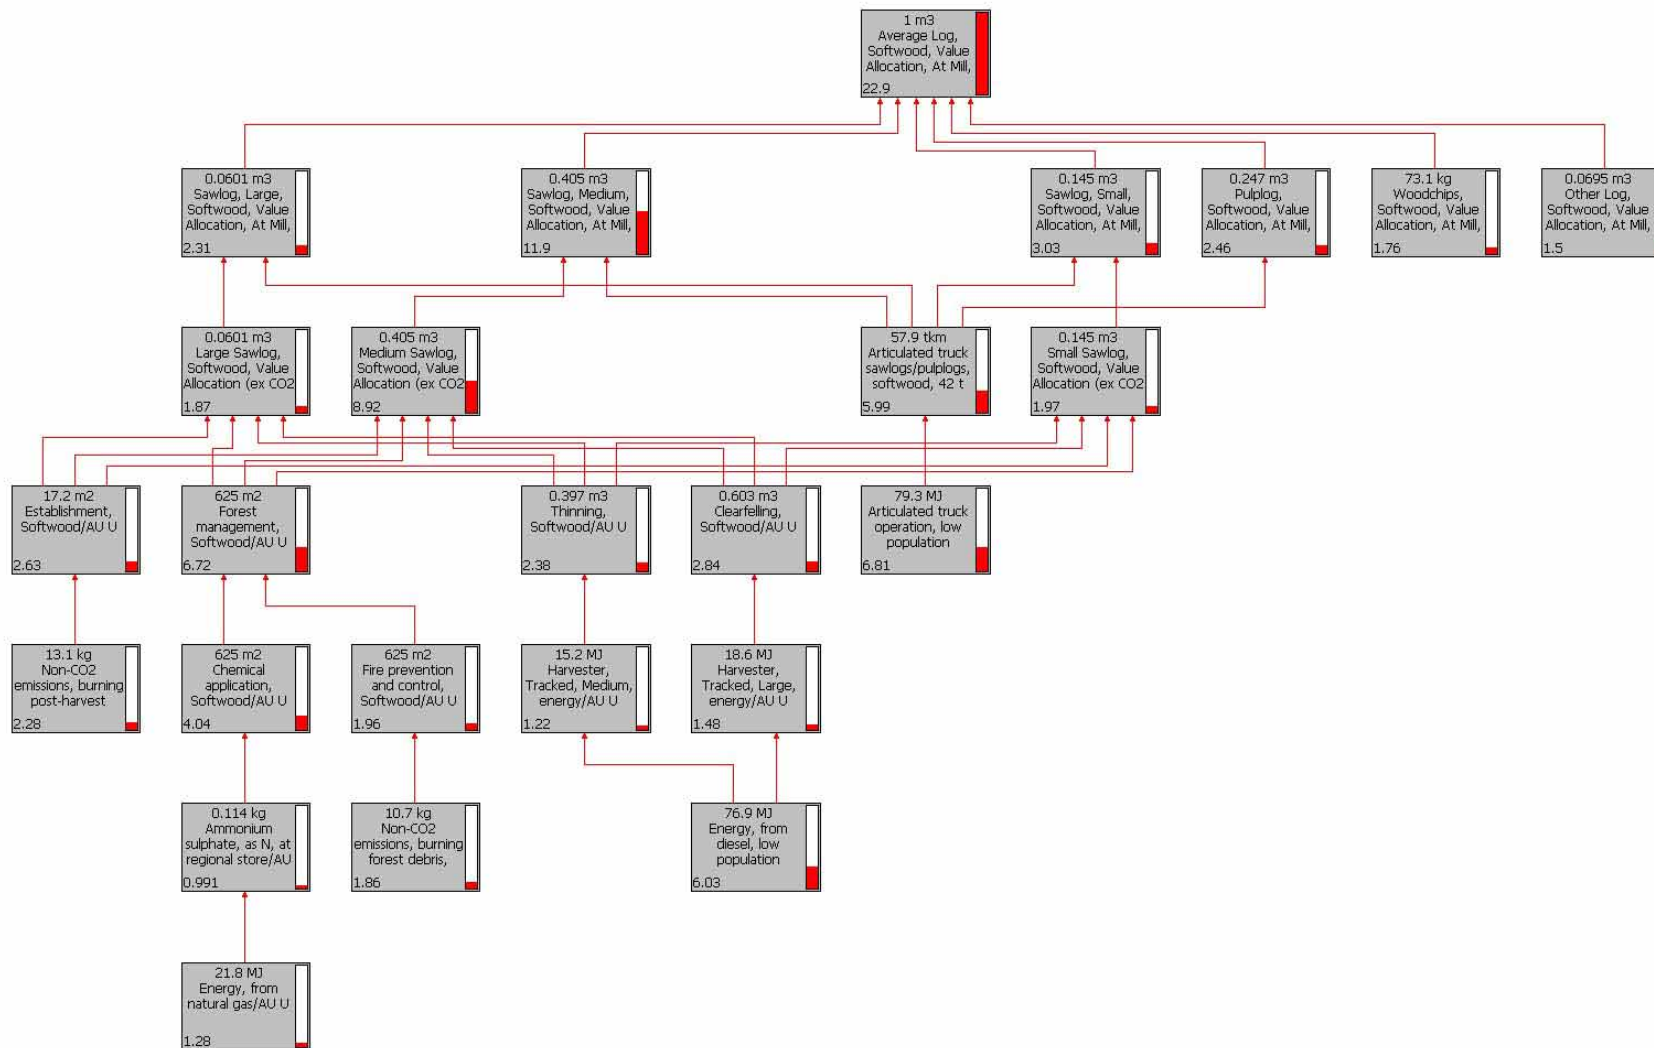 1 m3
Average Log,
Softwood, Value
Allocation, At Mill,
22.9
0.0601 m3
Sawlog, Large,
Softwood, Value
Allocation, At Mill,
2.31
0.405 m3
Sawlog, Medium,
Softwood, Value
Allocation, At Mill,
11.9
0.145 m3
Sawlog, Small,
Softwood, Value
Allocation, At Mill,
3.03
0.247 m3
Pulplog,
Softwood, Value
Allocation, At Mill,
2.46
73.1 kg
Woodchips,
Softwood, Value
Allocation, At Mill,
1.76
0.0695 m3
Other Log,
Softwood, Value
Allocation, At Mill,
1.5
0.0601 m3
Large Sawlog,
Softwood, Value
Allocation (ex CO2
1.87
0.405 m3
Medium Sawlog,
Softwood, Value
Allocation (ex CO2
8.92
57.9 tkm
Articulated truck
sawlogs/pulplogs,
softwood, 42 t
5.99
0.145 m3
Small Sawlog,
Softwood, Value
Allocation (ex CO2
1.97
17.2 m2
Establishment,
Softwood/AU U
2.63
625 m2
Forest
management,
Softwood/AU U
6.72
0.397 m3
Thinning,
Softwood/AU U
2.38
0.603 m3
Clearfelling,
Softwood/AU U
2.84
79.3 MJ
Articulated truck
operation, low
population
6.81
13.1 kg
Non-CO2
emissions, burning
post-harvest
2.28
625 m2
Chemical
application,
Softwood/AU U
4.04
625 m2
Fire prevention
and control,
Softwood/AU U
1.96
15.2 MJ
Harvester,
Tracked, Medium,
energy/AU U
1.22
18.6 MJ
Harvester,
Tracked, Large,
energy/AU U
1.48
0.114 kg
Ammonium
sulphate, as N, at
regional store/AU
0.991
10.7 kg
Non-CO2
emissions, burning
forest debris,
1.86
76.9 MJ
Energy, from
diesel, low
population
6.03
21.8 MJ
Energy, from
natural gas/AU U
1.28